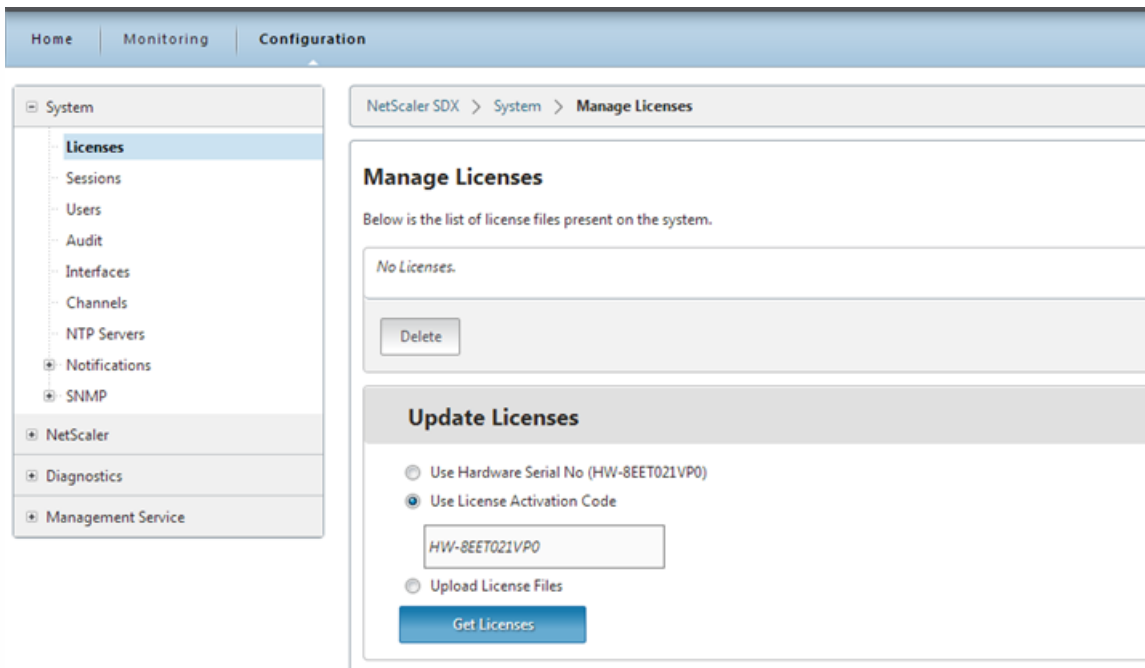 Home Monitoring Configuration
System
Licenses
Sessions
Users
Audit
Interfaces
Channels
NTP Servers
Notifications
SNMP
NetScaler
Diagnostics
Management Service
NetScaler SDX > System > Manage Licenses
Manage Licenses
Below is the list of license files present on the system.
No Licenses.
Delete
Update Licenses
Use Hardware Serial No (HW-8EET021VP0)
Use License Activation Code
HW-8EET021VP0
Upload License Files
Get Licenses